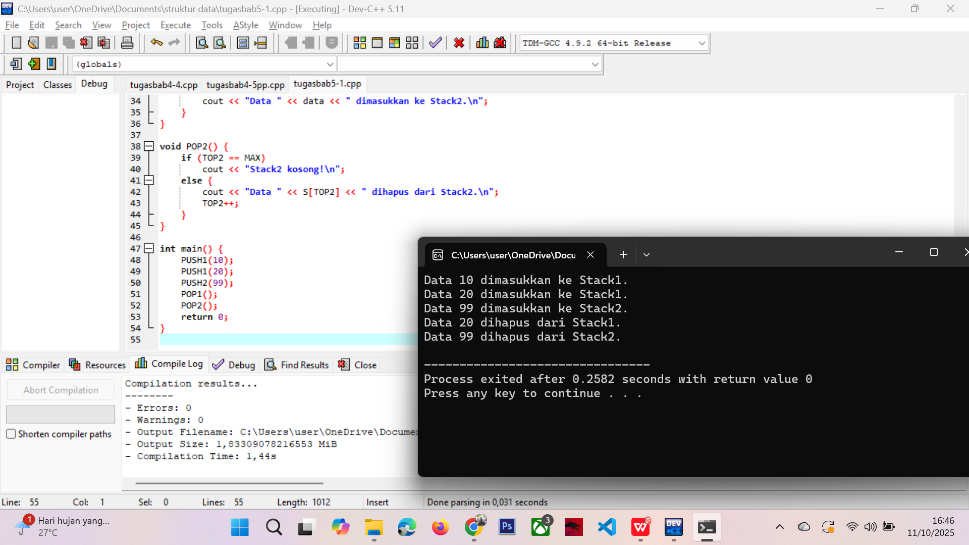 C:\Users\user\OneDrive\Documents\struktur data\tugasbab5-1.cpp - [Executing] - Dev-C++ 5.11
File Edit Search View Project Execute Tools AStyle Window Help
TDM-GCC 4.9.2 64-bit Release
(globals)
Project Classes Debug tugasbab4-4.cpp tugasbab4-5pp.cpp tugasbab5-1.cpp
34 cout << "Data " << data << " dimasukkan ke Stack2.\n";
35 }
36 }
37
38 void POP2() {
39 if (TOP2 == MAX)
40 cout << "Stack2 kosong!\n";
41 else {
42 cout << "Data " << S[TOP2] << " dihapus dari Stack2.\n";
43 TOP2++;
44 }
45 }
46
47 int main() {
48 PUSH1(10);
49 PUSH1(20);
50 PUSH2(99);
51 POP1();
52 POP2();
53 return 0;
54 }
55
C:\Users\user\OneDrive\Docu
Data 10 dimasukkan ke Stack1.
Data 20 dimasukkan ke Stack1.
Data 99 dimasukkan ke Stack2.
Data 20 dihapus dari Stack1.
Data 99 dihapus dari Stack2.
--------------------------------
Process exited after 0.2582 seconds with return value 0
Press any key to continue . . .
Compiler Resources Compile Log Debug Find Results Close
Abort Compilation
Shorten compiler paths
Compilation results...
--------
- Errors: 0
- Warnings: 0
- Output Filename: C:\Users\user\OneDrive\Docume
- Output Size: 1,83309078216553 MiB
- Compilation Time: 1,44s
Line: 55 Col: 1 Sel: 0 Lines: 55 Length: 1012 Insert Done parsing in 0,031 seconds
1 Hari hujan yang...
27°C
Ps
3
DEV
16:46
11/10/2025